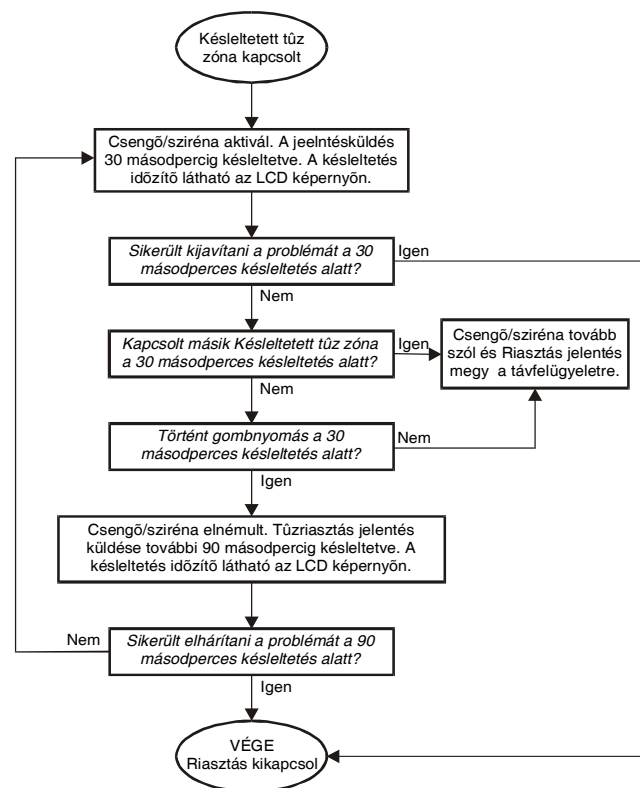 Késleltetett tûz
zóna kapcsolt
Csengõ/sziréna aktivál. A jeelntésküldés
30 másodpercig késleltetve. A késleltetés
idõzítõ látható az LCD képernyõn.
Sikerült kijavítani a problémát a 30
másodperces késleltetés alatt?
Igen
Nem
Kapcsolt másik Késleltetett tûz zóna
a 30 másodperces késleltetés alatt?
Igen
Csengõ/sziréna tovább
szól és Riasztás jelentés
megy a távfelügyeletre.
Nem
Történt gombnyomás a 30
másodperces késleltetés alatt?
Nem
Igen
Csengõ/sziréna elnémult. Tûzriasztás jelentés
küldése további 90 másodpercig késleltetve. A
késleltetés idõzítõ látható az LCD képernyõn.
Nem
Sikerült elhárítani a problémát a 90
másodperces késleltetés alatt?
Igen
VÉGE
Riasztás kikapcsol